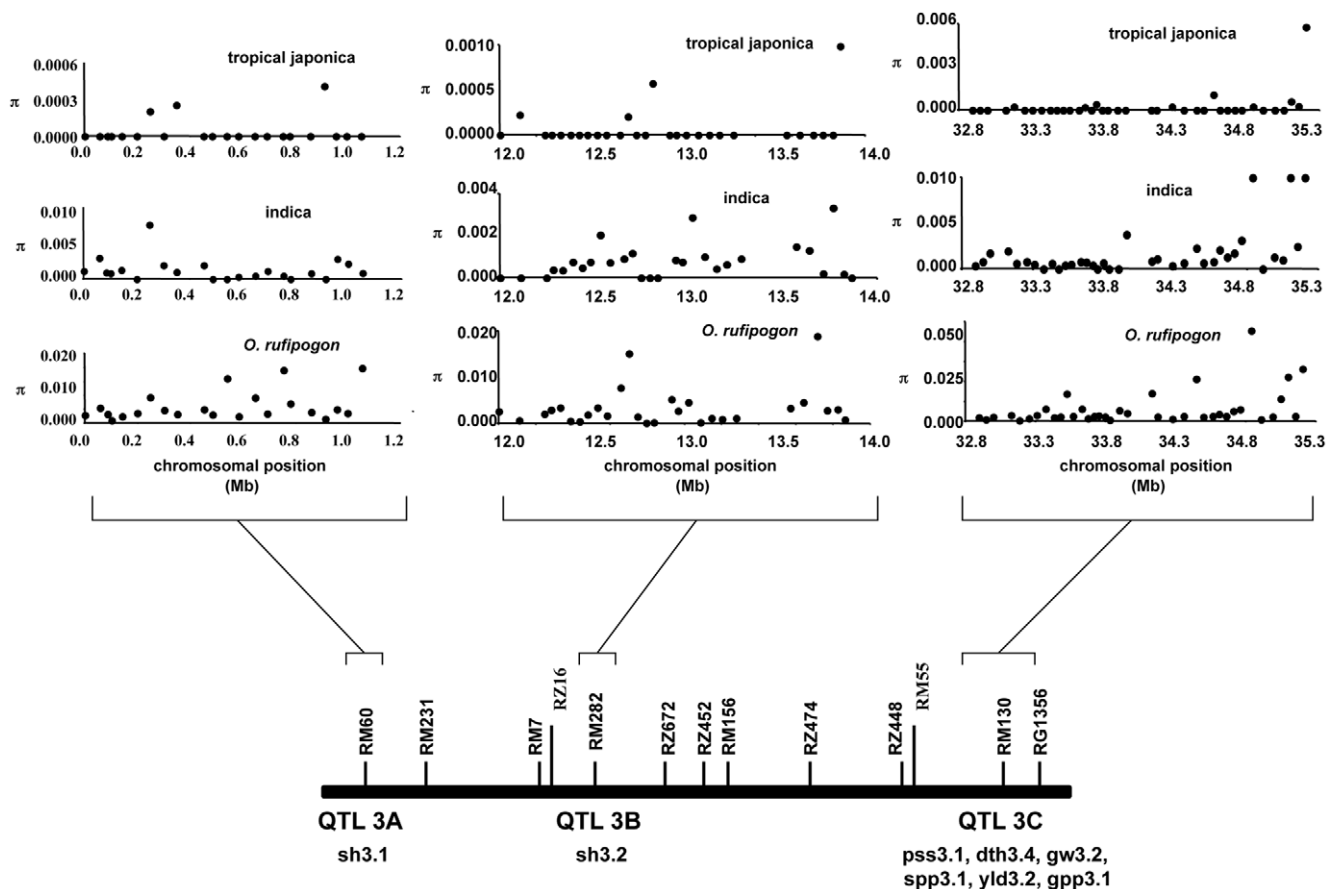 tropical japonica
0.0006
0.0003
0.0000
π
0.0 0.2 0.4 0.6 0.8 1.0 1.2
indica
0.010
0.005
0.000
π
0.0 0.2 0.4 0.6 0.8 1.0 1.2
O. rufipogon
0.020
0.010
0.000
π
0.0 0.2 0.4 0.6 0.8 1.0 1.2
chromosomal position
(Mb)
tropical japonica
0.0010
0.0005
0.0000
π
12.0 12.5 13.0 13.5 14.0
indica
0.004
0.002
0.000
π
12.0 12.5 13.0 13.5 14.0
O. rufipogon
0.020
0.010
0.000
π
12.0 12.5 13.0 13.5 14.0
chromosomal position
(Mb)
tropical japonica
0.006
0.003
0.000
π
32.8 33.3 33.8 34.3 34.8 35.3
indica
0.010
0.005
0.000
π
32.8 33.3 33.8 34.3 34.8 35.3
O. rufipogon
0.050
0.025
0.000
π
32.8 33.3 33.8 34.3 34.8 35.3
chromosomal position
(Mb)
RM60 RM231 RM7 RZ16 RM282 RZ672 RZ452 RM156 RZ474 RZ448 RM55 RM130 RG1356
QTL 3A
sh3.1
QTL 3B
sh3.2
QTL 3C
pss3.1, dth3.4, gw3.2,
spp3.1, yld3.2, gpp3.1